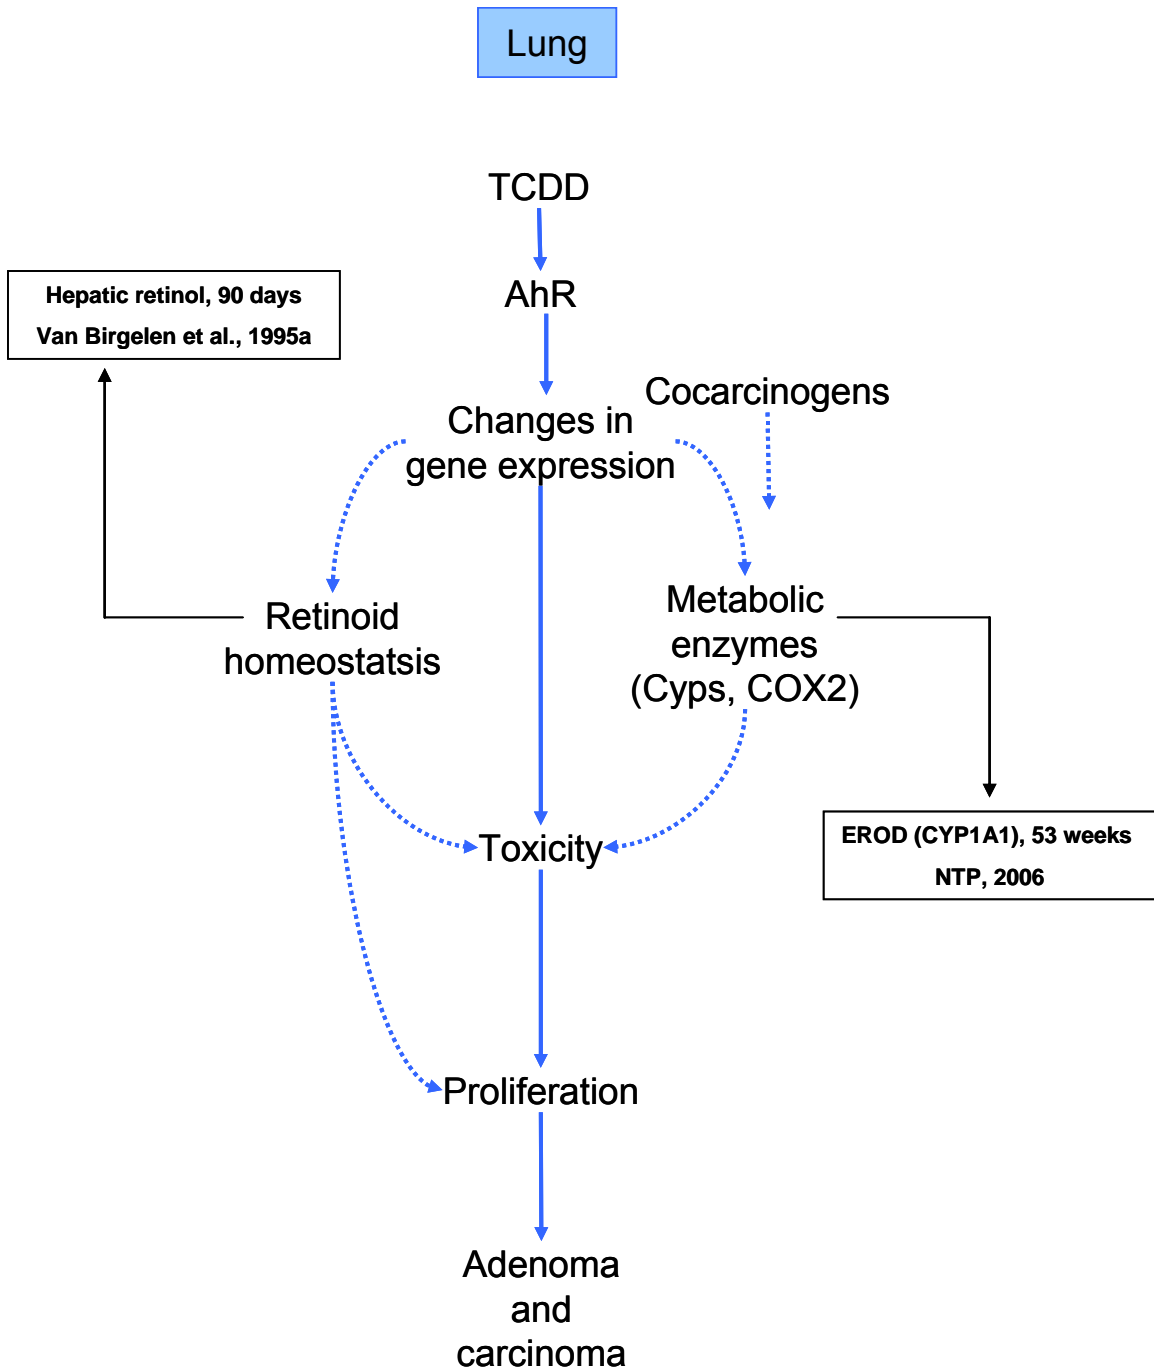 Lung
TCDD
AhR
Hepatic retinol, 90 days
Van Birgelen et al., 1995a
Cocarcinogens
Changes in
gene expression
Retinoid
homeostatsis
Metabolic
enzymes
(Cyps, COX2)
Toxicity
EROD (CYP1A1), 53 weeks
NTP, 2006
Proliferation
Adenoma
and
carcinoma